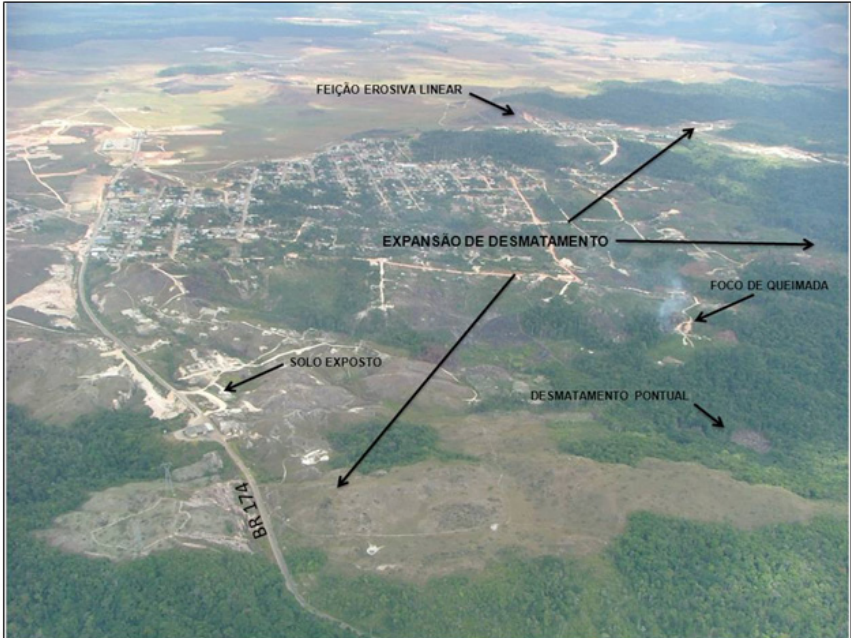 FEIÇÃO EROSIVA LINEAR
EXPANSÃO DE DESMATAMENTO
FOCO DE QUEIMADA
SOLO EXPOSTO
DESMATAMENTO PONTUAL
BR 174